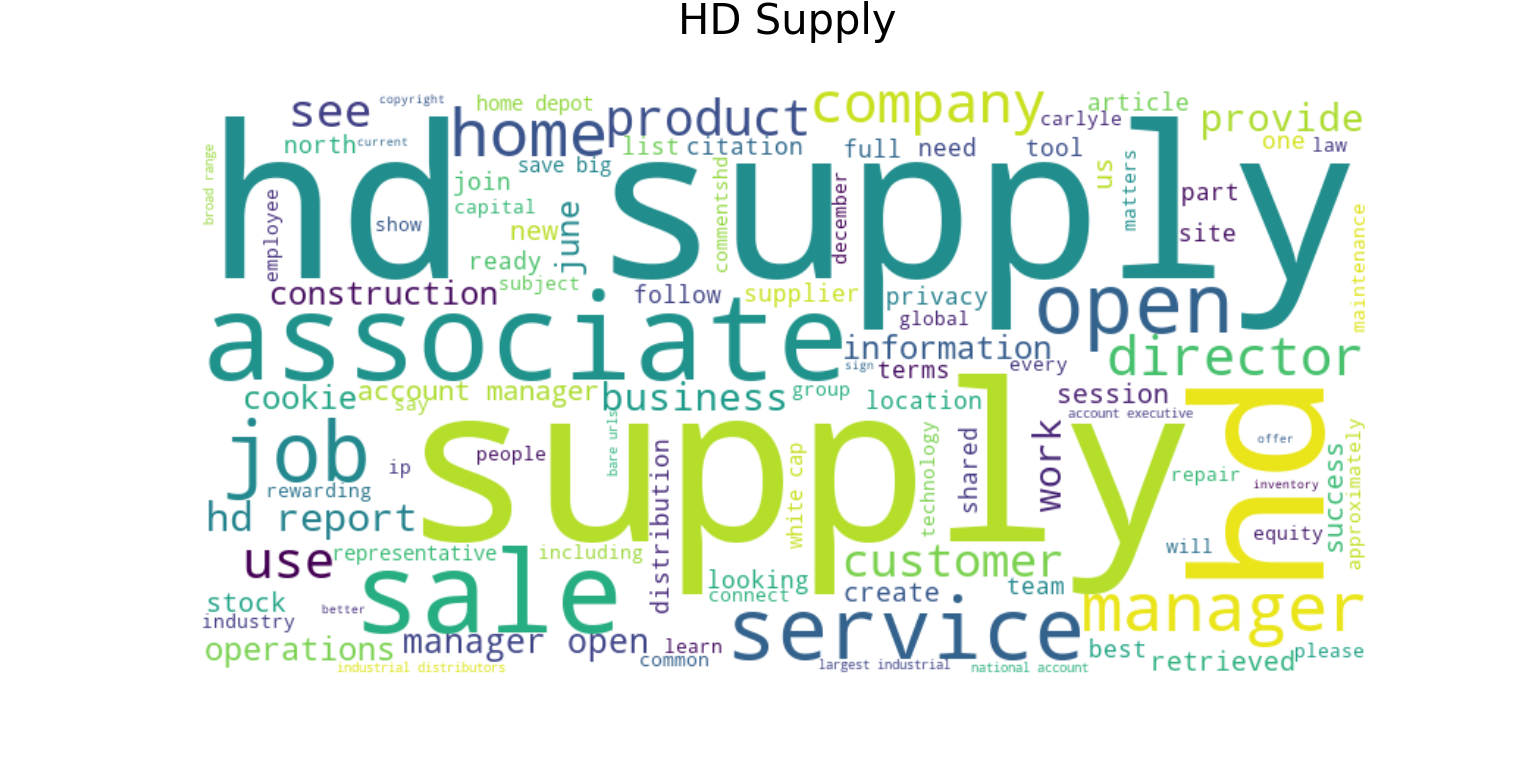 HD Supply
see
copyright
home depot
product
company
carlyle
article
provide
north
current
home
save big
list
citation
full
need
tool
one
law
broad range
hd supply
employee
show
join
capital
new
june
ready
subject
commentshd
december
us
matters
part
site
maintenance
construction
follow
supplier
privacy
global
open
associate
information
sign
terms
every
director
cookie
account manager
say
business
group
location
session
account executive
hd
job
ip
people
bare urls
supply
white cap
technology
shared
work
offer
repair
inventory
success
approximately
rewarding
hd report
distribution
equity
will
use
representative
including
customer
sale
looking
connect
create
team
manager
stock
better
industry
operations
manager open
learn
common
service
largest industrial
national account
best
retrieved
please
industrial distributors